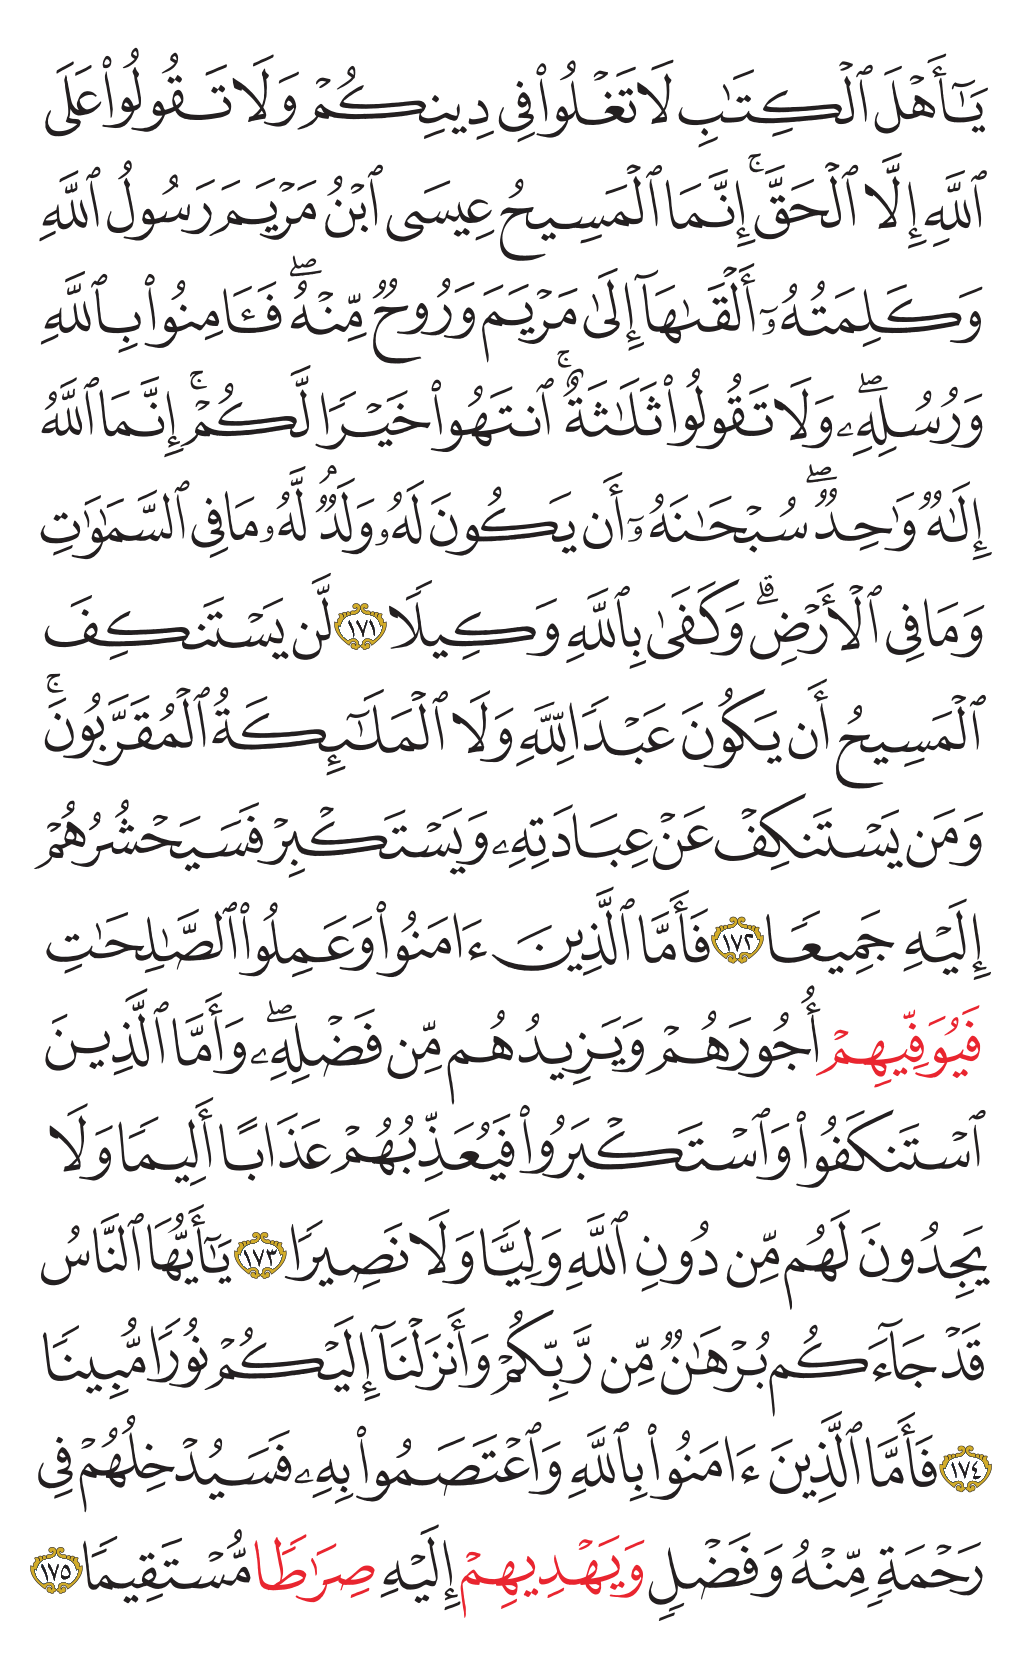 يَـٰٓأَهۡلَ ٱلۡكِتَـٰبِ لَا تَغۡلُوا۟ فِى دِينِكُمۡ وَلَا تَقُولُوا۟ عَلَى
ٱللَّهِ إِلَّا ٱلۡحَقَّۚ إِنَّمَا ٱلۡمَسِيحُ عِيسَى ٱبۡنُ مَرۡيَمَ رَسُولُ ٱللَّهِ
وَكَلِمَتُهُۥٓ أَلۡقَىٰهَآ إِلَىٰ مَرۡيَمَ وَرُوحٌ مِّنۡهُۖ فَـَٔامِنُوا۟ بِٱللَّهِ
وَرُسُلِهِۦۖ وَلَا تَقُولُوا۟ ثَلَـٰثَةٌۚ ٱنتَهُوا۟ خَيۡرًا لَّكُمۡۚ إِنَّمَا ٱللَّهُ
إِلَـٰهٌ وَٰحِدٌۖ سُبۡحَـٰنَهُۥٓ أَن يَكُونَ لَهُۥ وَلَدٌۘ لَّهُۥ مَا فِى ٱلسَّمَـٰوَٰتِ
وَمَا فِى ٱلۡأَرۡضِۗ وَكَفَىٰ بِٱللَّهِ وَكِيلًا ١٧١ لَّن يَسۡتَنكِفَ
ٱلۡمَسِيحُ أَن يَكُونَ عَبۡدًا لِلَّهِ وَلَا ٱلۡمَلَـٰٓئِكَةُ ٱلۡمُقَرَّبُونَۚ
وَمَن يَسۡتَنكِفۡ عَنۡ عِبَادَتِهِۦ وَيَسۡتَكۡبِرۡ فَسَيَحۡشُرُهُمۡ
إِلَيۡهِ جَمِيعًا ١٧٢ فَأَمَّا ٱلَّذِينَ ءَامَنُوا۟ وَعَمِلُوا۟ ٱلصَّـٰلِحَـٰتِ
فَيُوَفِّيهِمۡ أُجُورَهُمۡ وَيَزِيدُهُم مِّن فَضۡلِهِۦۖ وَأَمَّا ٱلَّذِينَ
ٱسۡتَنكَفُوا۟ وَٱسۡتَكۡبَرُوا۟ فَيُعَذِّبُهُمۡ عَذَابًا أَلِيمًا وَلَا
يَجِدُونَ لَهُم مِّن دُونِ ٱللَّهِ وَلِيًّا وَلَا نَصِيرًا ١٧٣ يَـٰٓأَيُّهَا ٱلنَّاسُ
قَدۡ جَآءَكُم بُرۡهَـٰنٌ مِّن رَّبِّكُمۡ وَأَنزَلۡنَآ إِلَيۡكُمۡ نُورًا مُّبِينًا
١٧٤ فَأَمَّا ٱلَّذِينَ ءَامَنُوا۟ بِٱللَّهِ وَٱعۡتَصَمُوا۟ بِهِۦ فَسَيُدۡخِلُهُمۡ فِى
رَحۡمَةٍ مِّنۡهُ وَفَضۡلٍ وَيَهۡدِيهِمۡ إِلَيۡهِ صِرَٰطًا مُّسۡتَقِيمًا ١٧٥